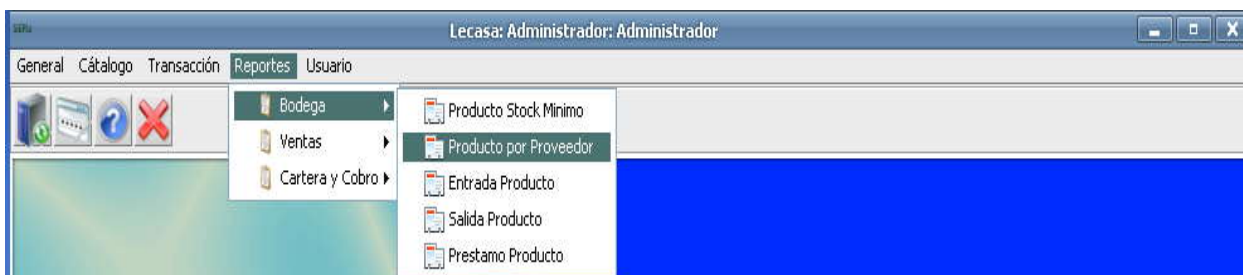 Lecasa: Administrador: Administrador
General Cátalogo Transacción Reportes Usuario
Bodega
Ventas
Cartera y Cobro
Producto Stock Minimo
Producto por Proveedor
Entrada Producto
Salida Producto
Prestamo Producto